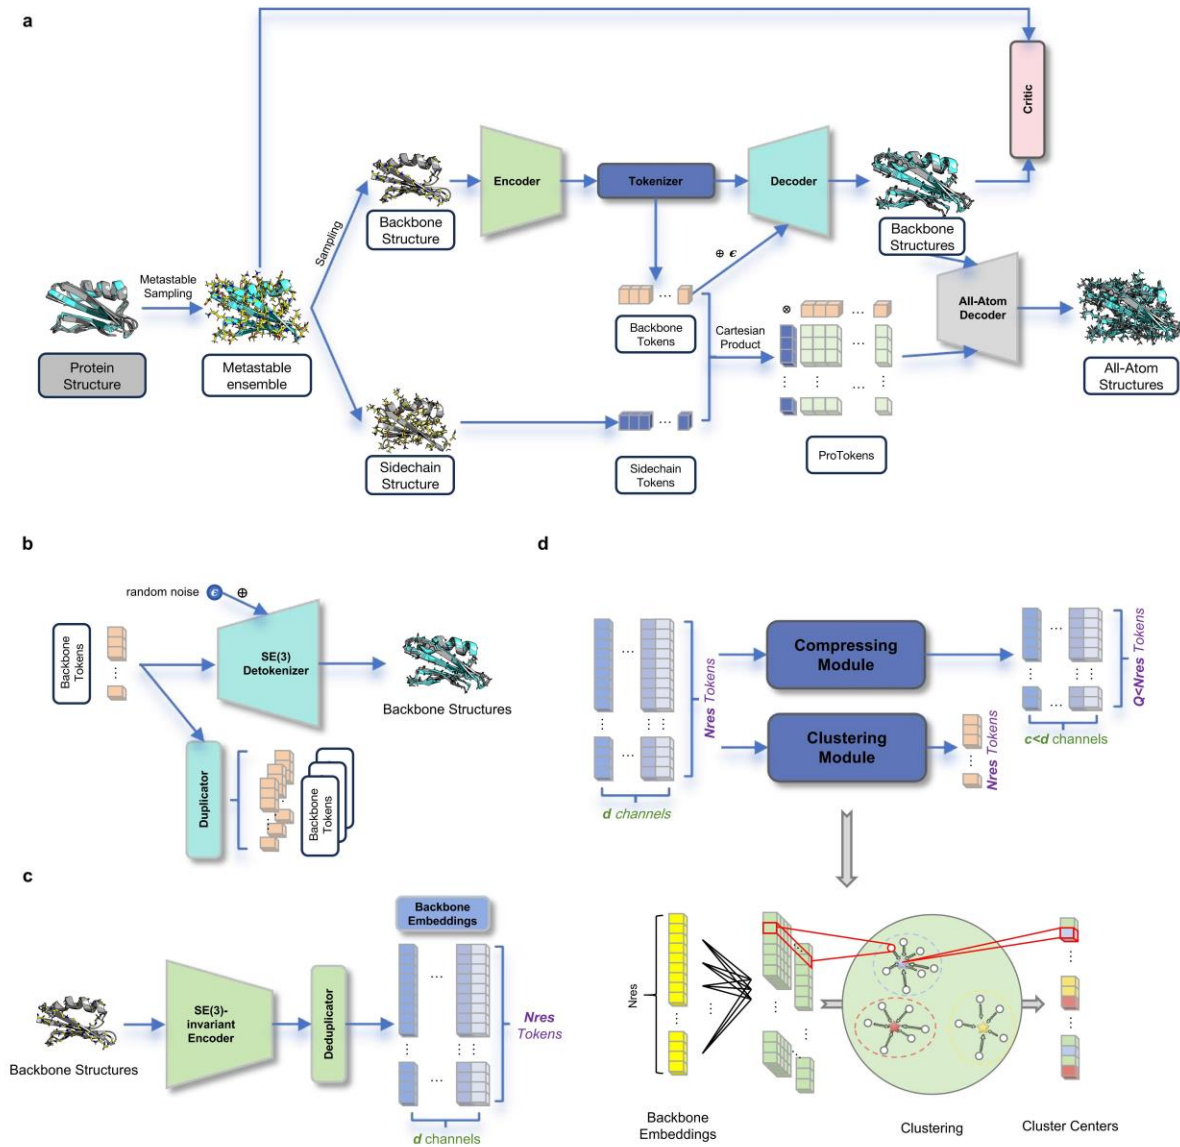 a
Critic
Encoder
Tokenizer
Decoder
Sampling
Backbone
Structure
Backbone
Structures
⊕ ϵ
Metastable
Sampling
All-Atom
Decoder
Backbone
Tokens
Cartesian
Product
⊗
...
...
...
Protein
Structure
Metastable
ensemble
All-Atom
Structures
Sidechain
Structure
Sidechain
Tokens
ProTokens
b
random noise ϵ ⊕
Backbone
Tokens
SE(3)
Detokenizer
Backbone Structures
Duplicator
Backbone
Tokens
c
Backbone
Embeddings
SE(3)-
invariant
Encoder
Deduplicator
...
Nres
Tokens
Backbone Structures
...
d channels
d
...
Nres Tokens
Compressing
Module
...
Q<Nres Tokens
Clustering
Module
Nres Tokens
c<d channels
...
d channels
Nres
Backbone
Embeddings
Clustering
Cluster Centers